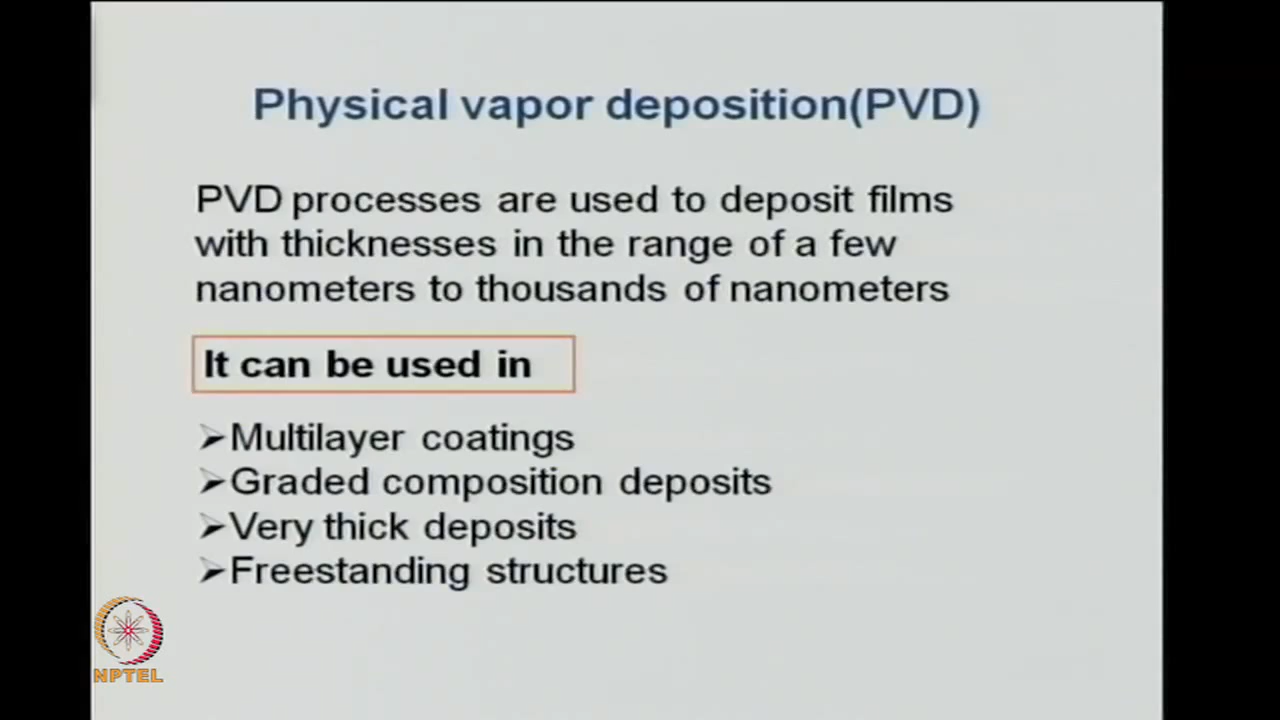 Physical vapor deposition(PVD)
PVD processes are used to deposit films
with thicknesses in the range of a few
nanometers to thousands of nanometers
It can be used in
➢Multilayer coatings
➢Graded composition deposits
➢Very thick deposits
➢Freestanding structures
NPTEL